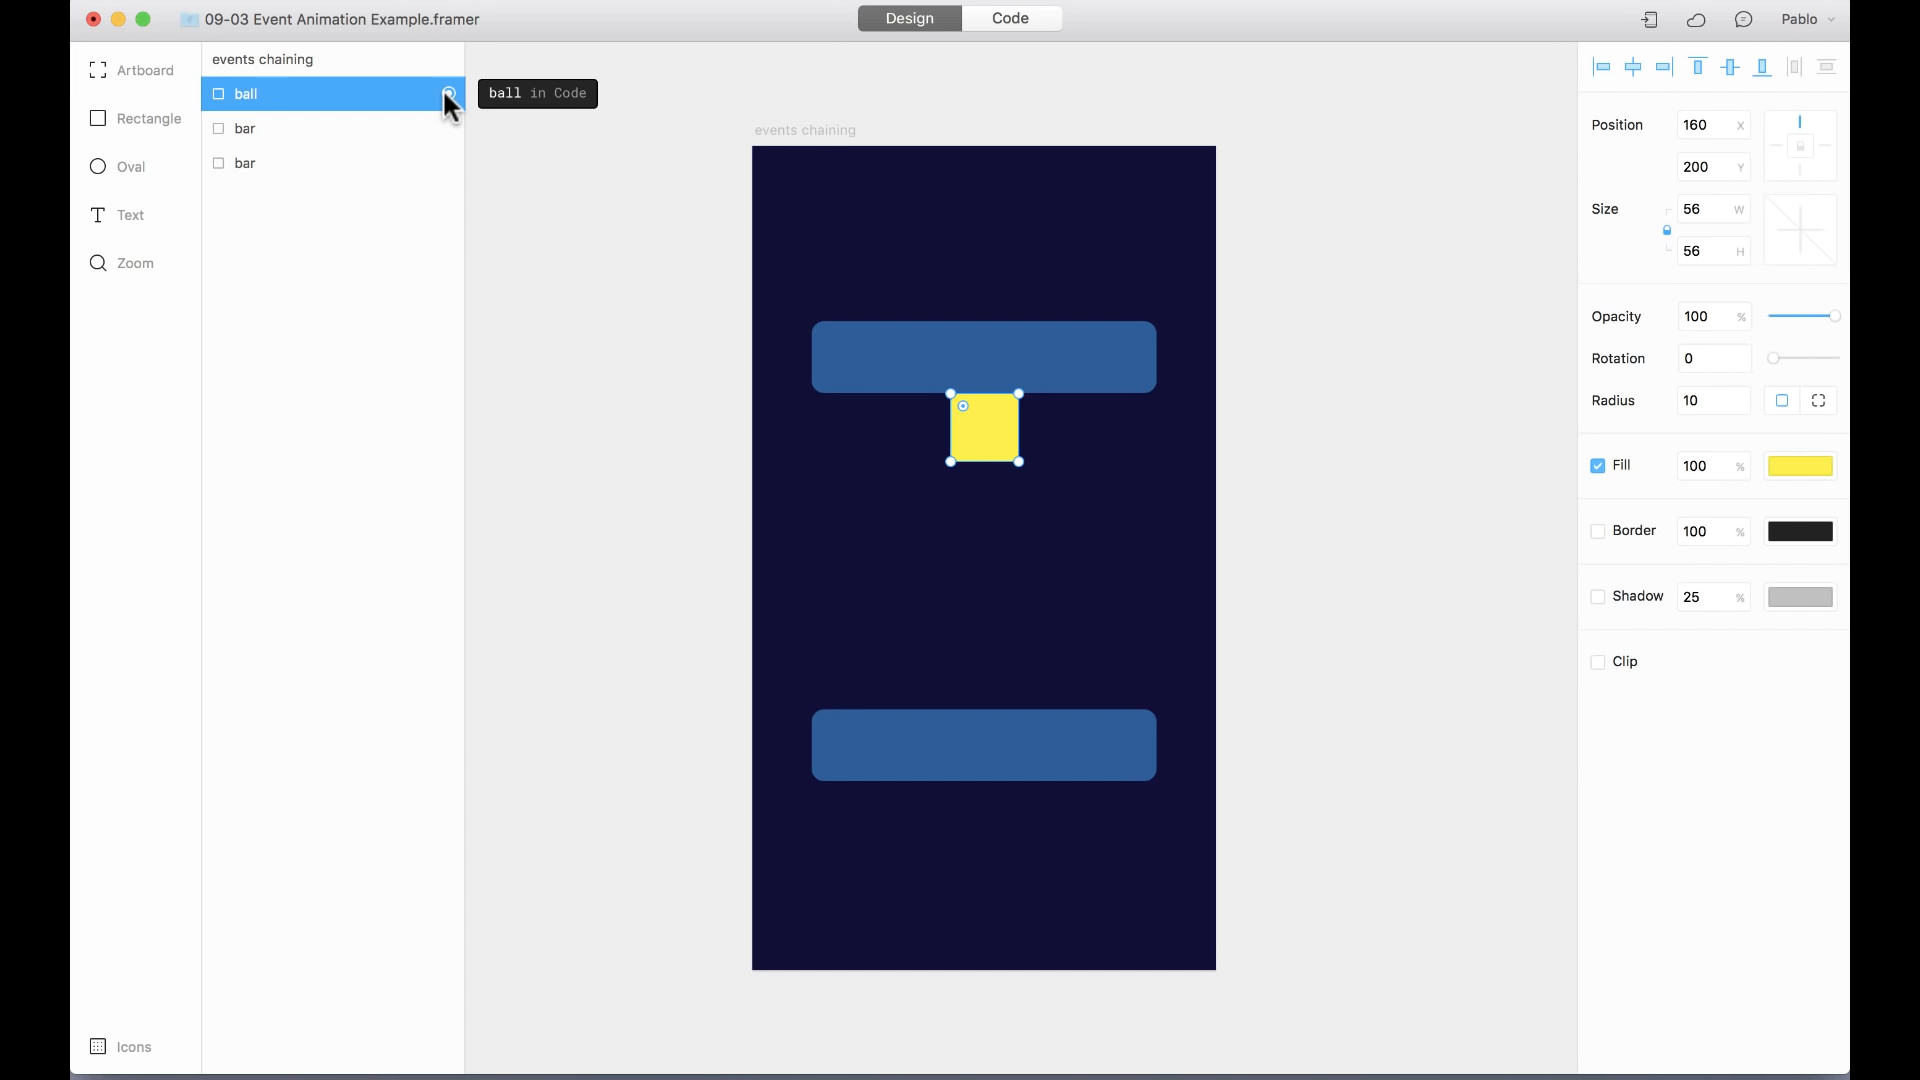 09-03 Event Animation Example.framer
Design
Code
Pablo
Artboard
Rectangle
Oval
Text
Zoom
Icons
events chaining
ball
bar
bar
ball in Code
events chaining
Position
160 X
200 Y
Size
56 W
56 H
Opacity
100 %
Rotation
0
Radius
10
Fill
100 %
Border
100 %
Shadow
25 %
Clip